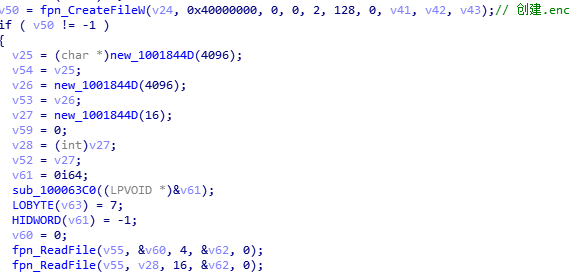 v50 = fpn_CreateFileW(v24, 0x40000000, 0, 0, 2, 128, 0, v41, v42, v43);// 创建.enc
if ( v50 != -1 )
{
v25 = (char *)new_1001844D(4096);
v54 = v25;
v26 = new_1001844D(4096);
v53 = v26;
v27 = new_1001844D(16);
v59 = 0;
v28 = (int)v27;
v52 = v27;
v61 = 0i64;
sub_100063C0((LPVOID *)&v61);
LOBYTE(v63) = 7;
HIDWORD(v61) = -1;
v60 = 0;
fpn_ReadFile(v55, &v60, 4, &v62, 0);
fpn_ReadFile(v55, v28, 16, &v62, 0);